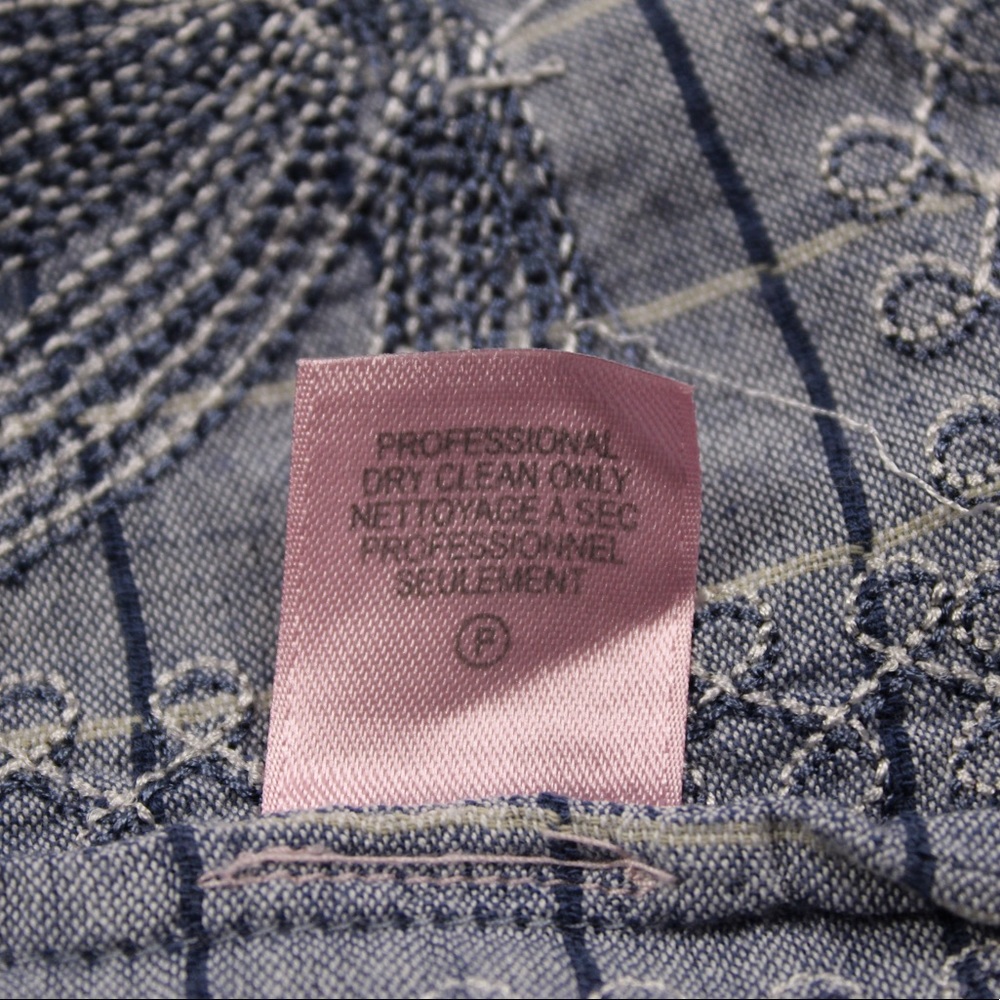 PROFESSIONAL
DRY CLEAN ONLY
NETTOYAGE À SEC
PROFESSIONNEL
SEULEMENT
P